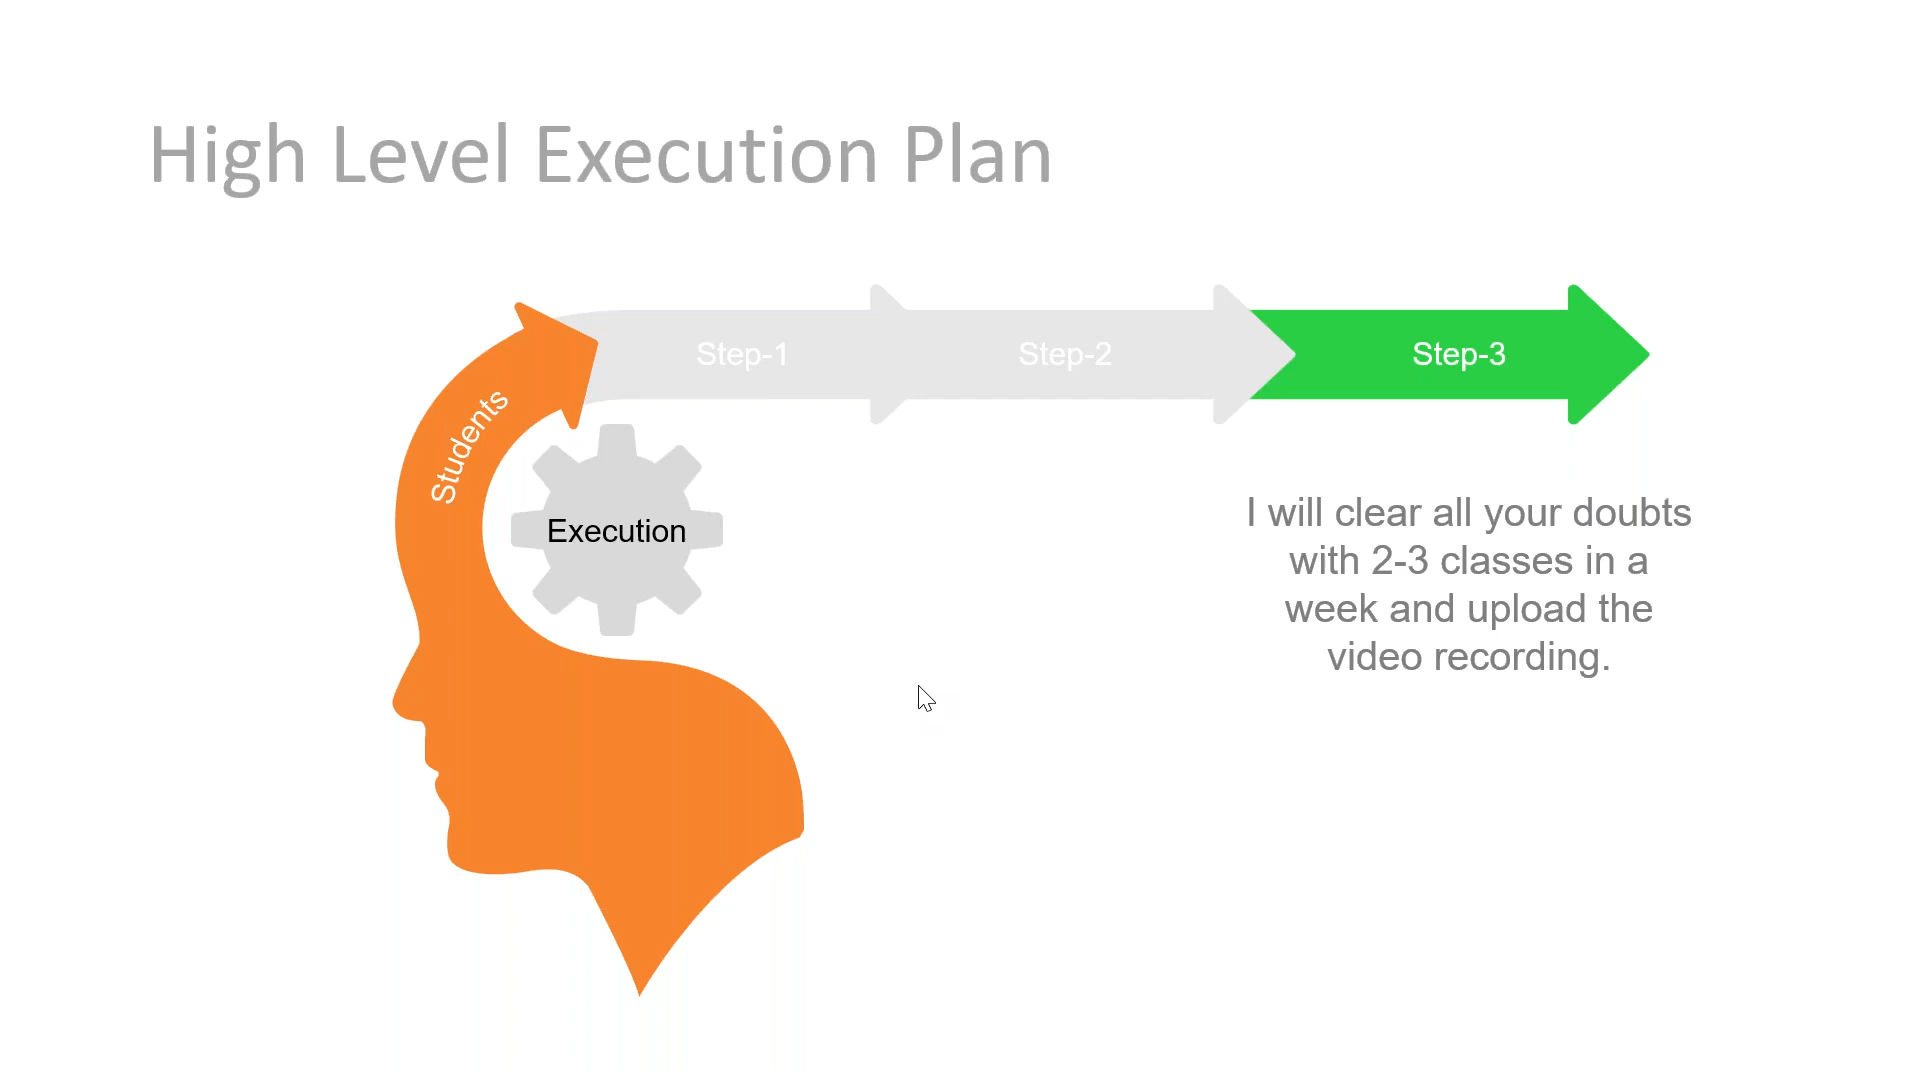 High Level Execution Plan
Step-1
Step-2
Step-3
Students
Execution
I will clear all your doubts
with 2-3 classes in a
week and upload the
video recording.